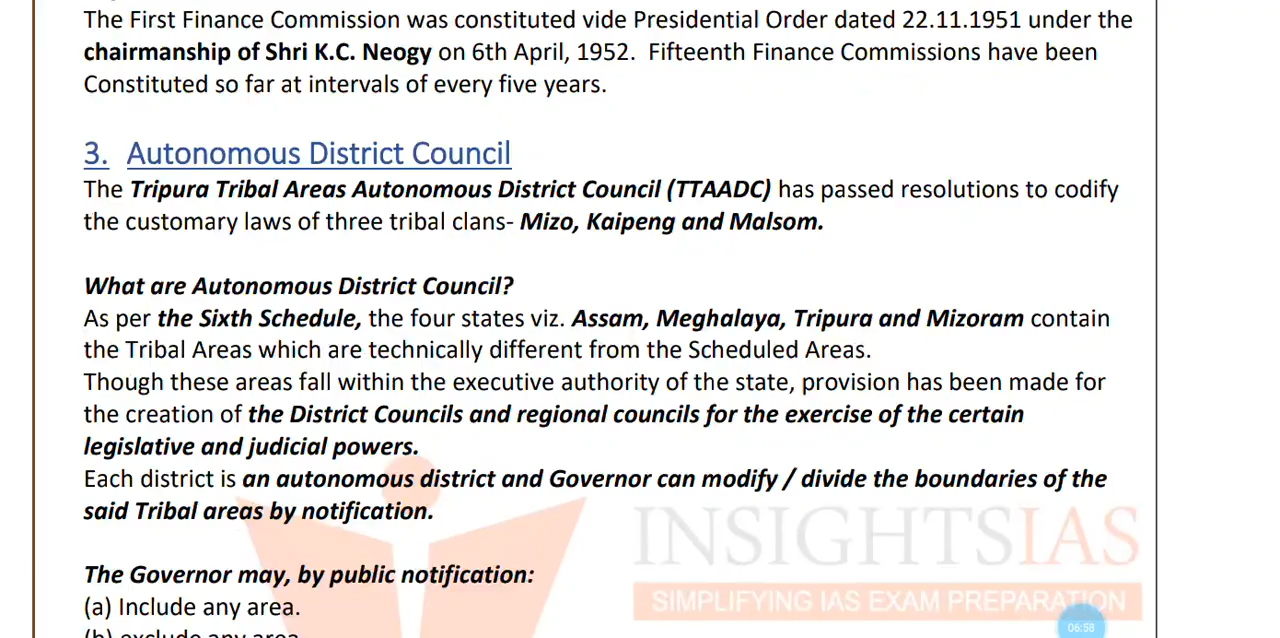 The First Finance Commission was constituted vide Presidential Order dated 22.11.1951 under the
chairmanship of Shri K.C. Neogy on 6th April, 1952. Fifteenth Finance Commissions have been
Constituted so far at intervals of every five years.
3. Autonomous District Council
The Tripura Tribal Areas Autonomous District Council (TTAADC) has passed resolutions to codify
the customary laws of three tribal clans- Mizo, Kaipeng and Malsom.
What are Autonomous District Council?
As per the Sixth Schedule, the four states viz. Assam, Meghalaya, Tripura and Mizoram contain
the Tribal Areas which are technically different from the Scheduled Areas.
Though these areas fall within the executive authority of the state, provision has been made for
the creation of the District Councils and regional councils for the exercise of the certain
legislative and judicial powers.
Each district is an autonomous district and Governor can modify / divide the boundaries of the
said Tribal areas by notification.
INSIGHTSIAS
The Governor may, by public notification:
SIMPLIFYING IAS EXAM PREPARATION
(a) Include any area.
06:58
(b) exclude any area.